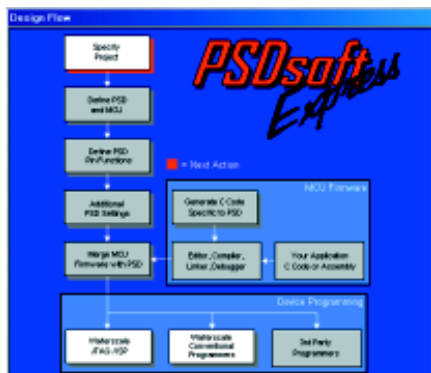 Design Flow
PSDsoft
Express
Specify
Project
Define PSD
and MCU
Define PSD
Pin Functions
= Next Action
MCU Firmware
Additional
PSD Settings
Generate C Code
Specific to PSD
Merge MCU
Firmware with PSD
Editor, Compiler,
Linker, Debugger
Your Application
C Code or Assembly
Device Programming
Waferscale
JTAG-ISP
Waferscale
Conventional
Programmers
3rd Party
Programmers